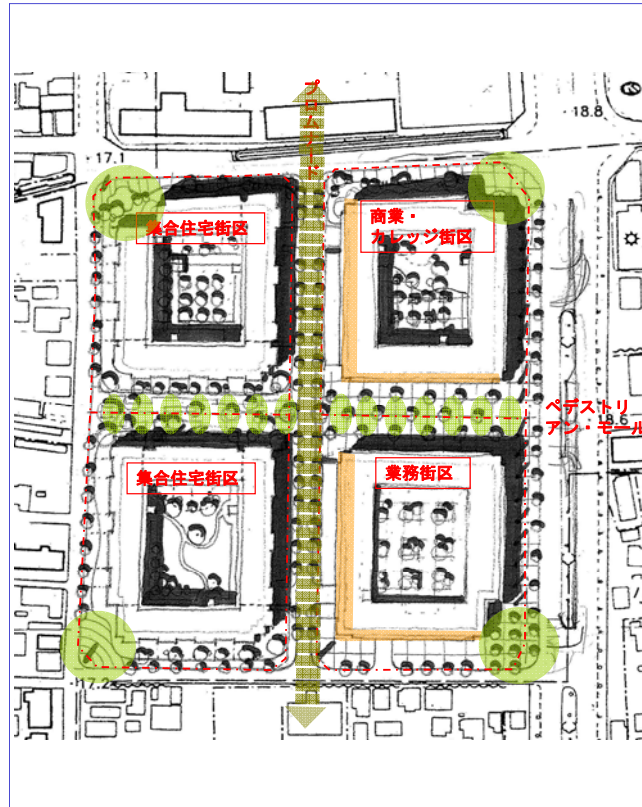 プロムナード
18.8
17.1
集合住宅街区
商業・
カレッジ街区
ペデストリ
アン・モール
8.6
集合住宅街区
業務街区
17.2